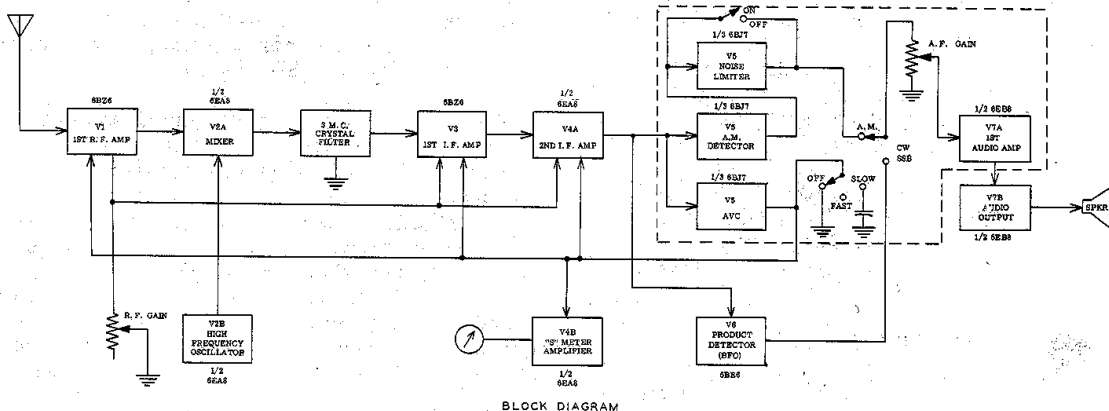 ON
OFF
1/3 6BJ7
V5
NOISE
LIMITER
A.F. GAIN
6BZ6
V1
1ST R.F. AMP
1/2
6EA8
V2A
MIXER
3 M.C.
CRYSTAL
FILTER
6BZ6
V3
1ST I.F. AMP
1/2
6EA8
V4A
2ND I.F. AMP
1/3 6BJ7
V5
A.M.
DETECTOR
A.M.
CW
SSB
1/2 6EB8
V7A
1ST
AUDIO AMP
1/3 6BJ7
V5
AVC
OFF
SLOW
FAST
V7B
AUDIO
OUTPUT
1/2 6EB8
SPKR
R.F. GAIN
V2B
HIGH
FREQUENCY
OSCILLATOR
1/2
6EA8
V4B
"S" METER
AMPLIFIER
1/2
6EA8
V6
PRODUCT
DETECTOR
(BFO)
6BE6
BLOCK DIAGRAM